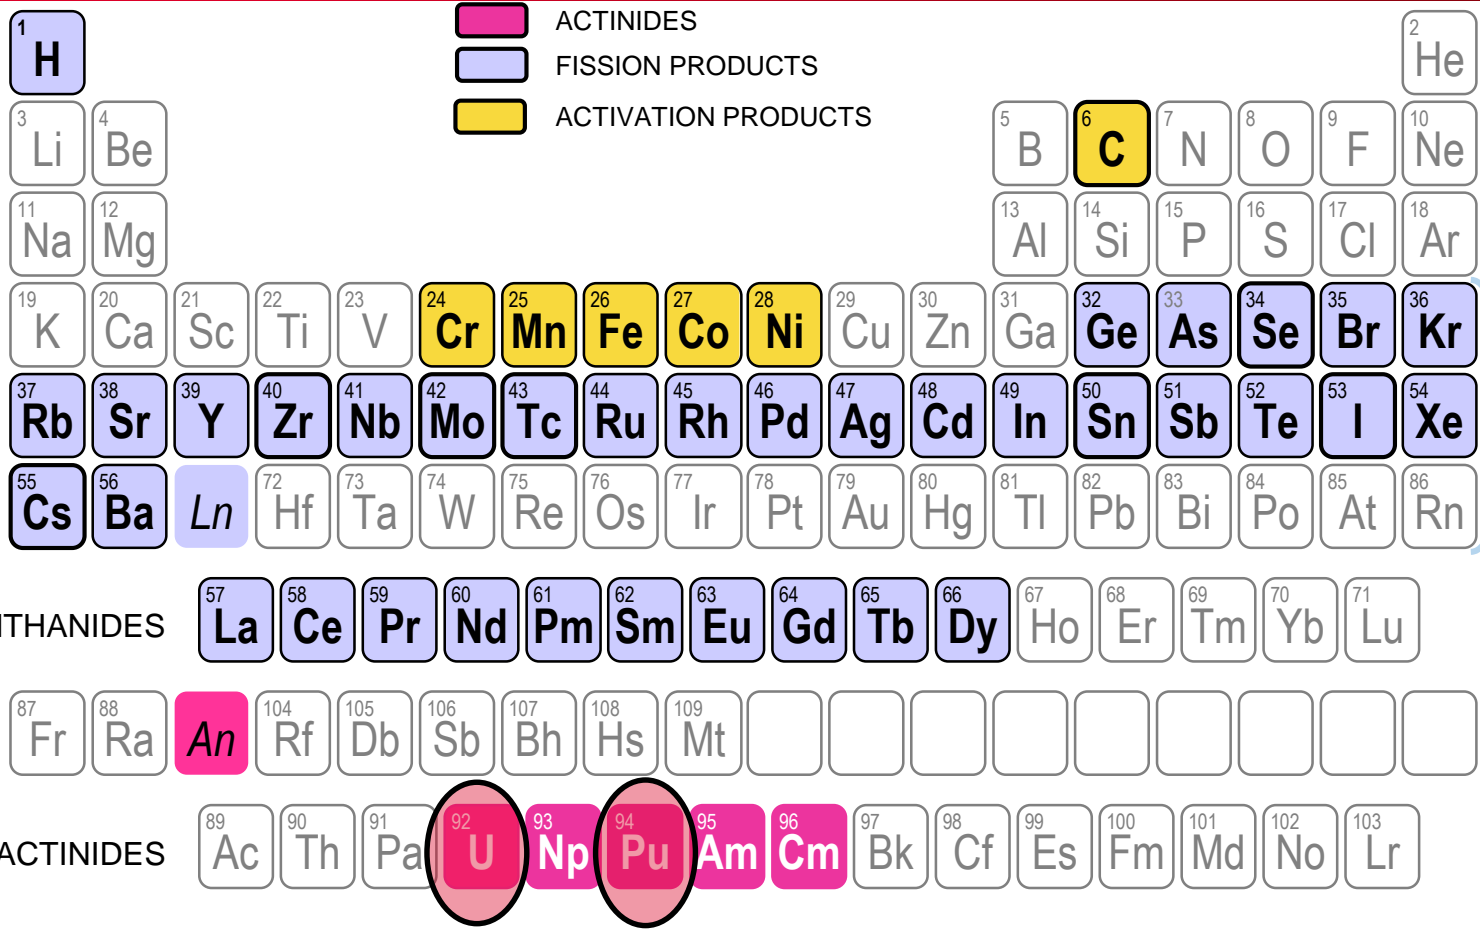 ACTINIDES
FISSION PRODUCTS
ACTIVATION PRODUCTS
1 H 2 He
3 Li 4 Be 5 B 6 C 7 N 8 O 9 F 10 Ne
11 Na 12 Mg 13 Al 14 Si 15 P 16 S 17 Cl 18 Ar
19 K 20 Ca 21 Sc 22 Ti 23 V 24 Cr 25 Mn 26 Fe 27 Co 28 Ni 29 Cu 30 Zn 31 Ga 32 Ge 33 As 34 Se 35 Br 36 Kr
37 Rb 38 Sr 39 Y 40 Zr 41 Nb 42 Mo 43 Tc 44 Ru 45 Rh 46 Pd 47 Ag 48 Cd 49 In 50 Sn 51 Sb 52 Te 53 I 54 Xe
55 Cs 56 Ba Ln 72 Hf 73 Ta 74 W 75 Re 76 Os 77 Ir 78 Pt 79 Au 80 Hg 81 Tl 82 Pb 83 Bi 84 Po 85 At 86 Rn
NTHANIDES 57 La 58 Ce 59 Pr 60 Nd 61 Pm 62 Sm 63 Eu 64 Gd 65 Tb 66 Dy 67 Ho 68 Er 69 Tm 70 Yb 71 Lu
87 Fr 88 Ra An 104 Rf 105 Db 106 Sb 107 Bh 108 Hs 109 Mt
ACTINIDES 89 Ac 90 Th 91 Pa 92 U 93 Np 94 Pu 95 Am 96 Cm 97 Bk 98 Cf 99 Es 100 Fm 101 Md 102 No 103 Lr